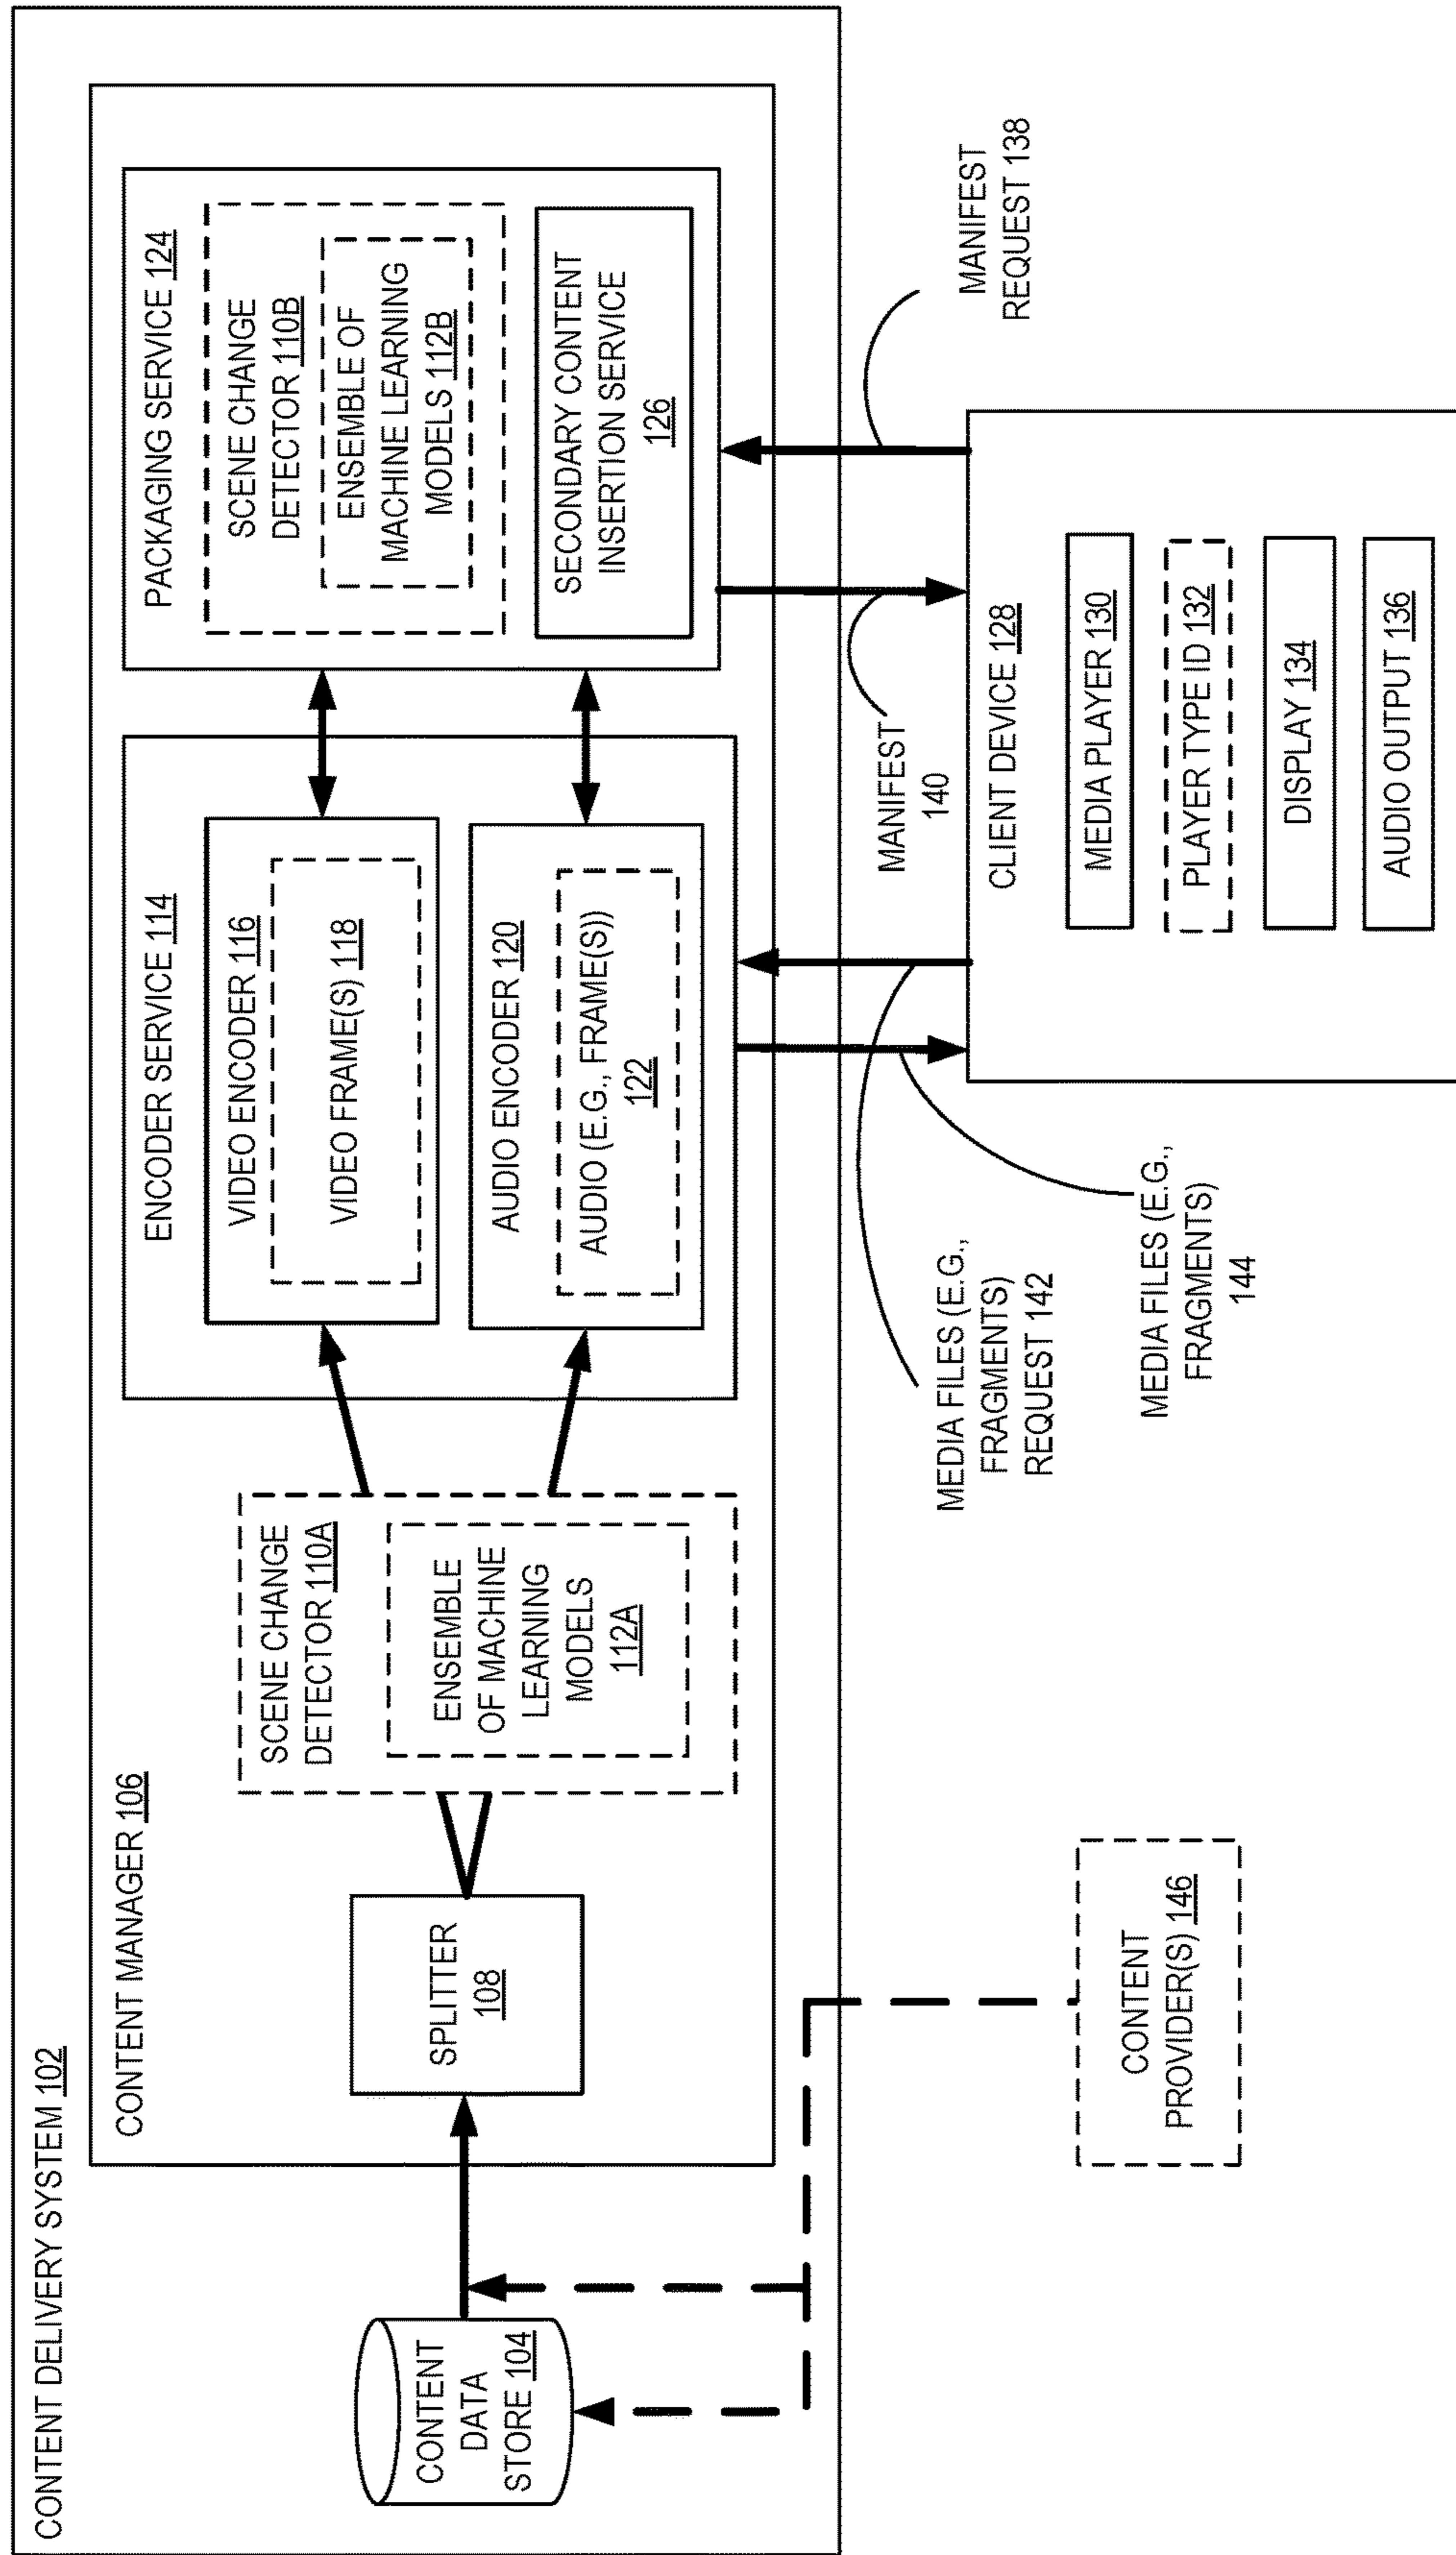 CONTENT DELIVERY SYSTEM 102
CONTENT DATA
STORE 104
CONTENT MANAGER 106
SPLITTER
108
SCENE CHANGE
DETECTOR 110A
ENSEMBLE
OF MACHINE
LEARNING
MODELS
112A
ENCODER SERVICE 114
VIDEO ENCODER 116
VIDEO FRAME(S) 118
AUDIO ENCODER 120
AUDIO (E.G., FRAME(S))
122
PACKAGING SERVICE 124
SCENE CHANGE
DETECTOR 110B
ENSEMBLE OF
MACHINE LEARNING
MODELS 112B
SECONDARY CONTENT
INSERTION SERVICE
126
CONTENT
PROVIDER(S) 146
MEDIA FILES (E.G.,
FRAGMENTS)
REQUEST 142
MEDIA FILES (E.G.,
FRAGMENTS)
144
MANIFEST
140
MANIFEST
REQUEST 138
CLIENT DEVICE 128
MEDIA PLAYER 130
PLAYER TYPE ID 132
DISPLAY 134
AUDIO OUTPUT 136